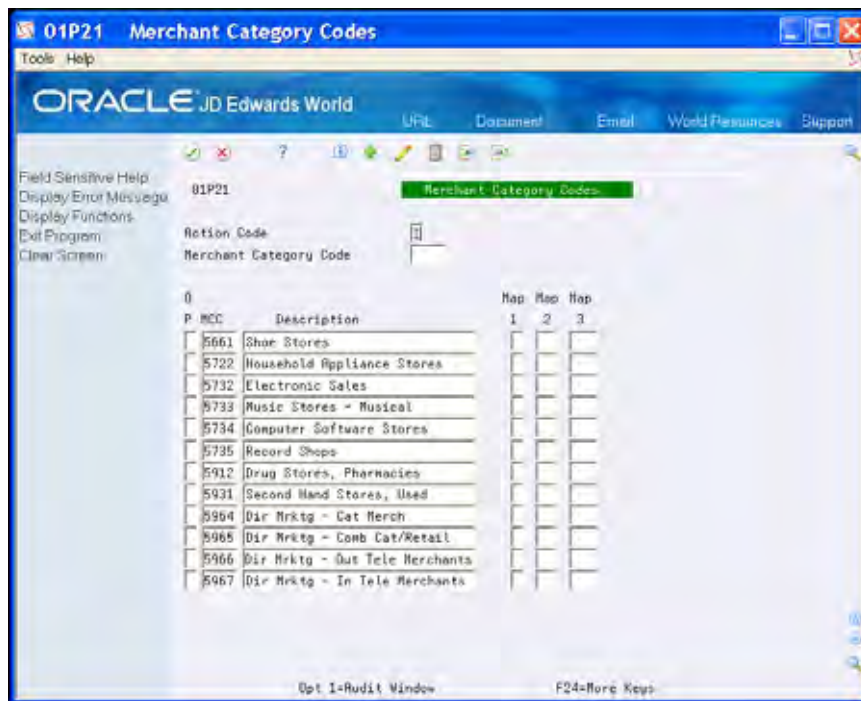 01P21 Merchant Category Codes
Tools Help
ORACLE JD Edwards World
URL Document Email World Resources Support
?
Field Sensitive Help
Display Error Message
Display Functions
Exit Program
Clear Screen
01P21 Merchant Category Codes
Action Code
Merchant Category Code
O Map Map Map
P MCC Description 1 2 3
5661 Shoe Stores
5722 Household Appliance Stores
5732 Electronic Sales
5733 Music Stores - Musical
5734 Computer Software Stores
5735 Record Shops
5912 Drug Stores, Pharmacies
5931 Second Hand Stores, Used
5964 Dir Mrktg - Cat Merch
5965 Dir Mrktg - Comb Cat/Retail
5966 Dir Mrktg - Out Tele Merchants
5967 Dir Mrktg - In Tele Merchants
Opt 1=Audit Window F24=More Keys